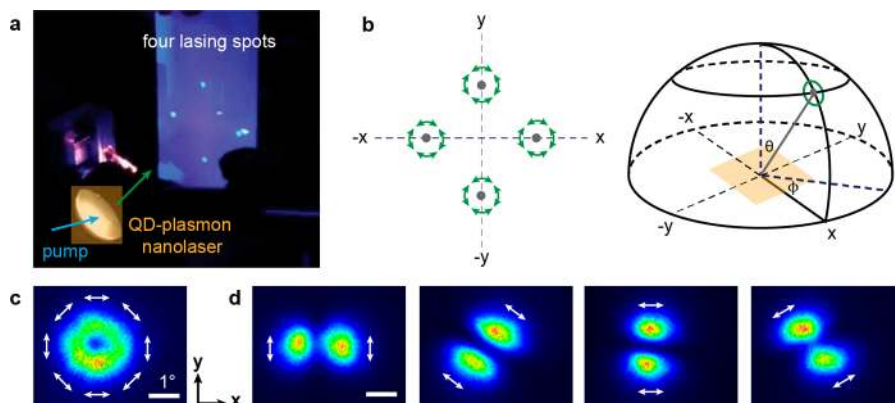 a
four lasing spots
QD-plasmon
nanolaser
pump
b
y
-x
x
-y
-x
y
θ
ϕ
-y
x
c
1°
y
x
d